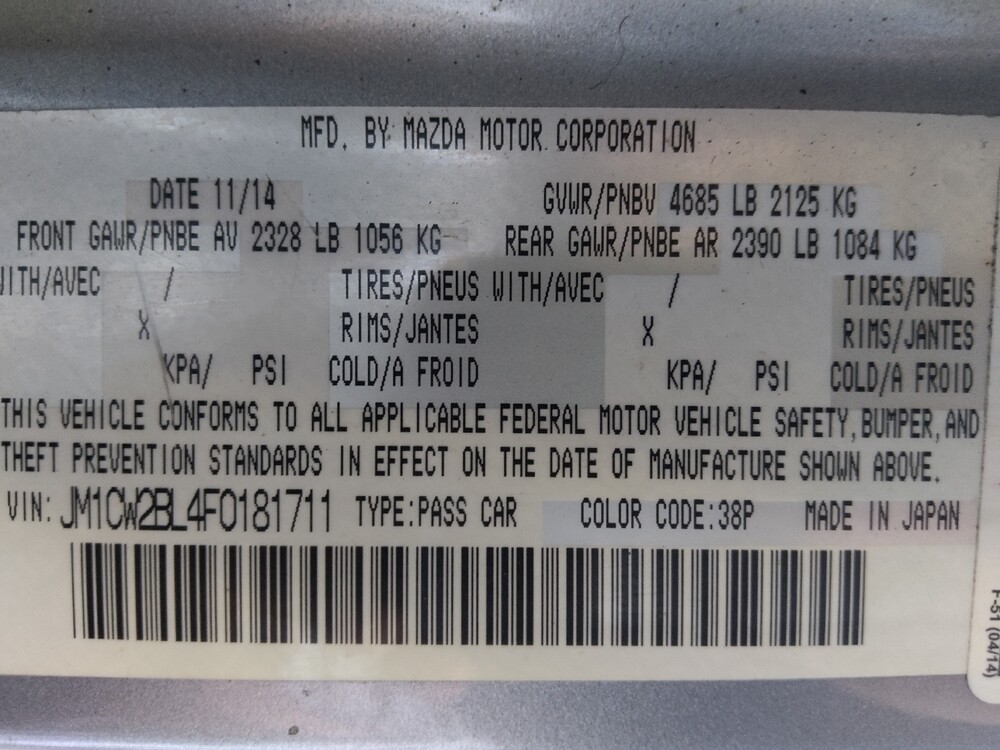 MFD. BY MAZDA MOTOR CORPORATION
DATE 11/14 GVWR/PNBV 4685 LB 2125 KG
FRONT GAWR/PNBE AV 2328 LB 1056 KG REAR GAWR/PNBE AR 2390 LB 1084 KG
WITH/AVEC / TIRES/PNEUS WITH/AVEC / TIRES/PNEUS
X RIMS/JANTES X RIMS/JANTES
KPA/ PSI COLD/A FROID KPA/ PSI COLD/A FROID
THIS VEHICLE CONFORMS TO ALL APPLICABLE FEDERAL MOTOR VEHICLE SAFETY, BUMPER, AND
THEFT PREVENTION STANDARDS IN EFFECT ON THE DATE OF MANUFACTURE SHOWN ABOVE.
VIN: JM1CW2BL4F0181711 TYPE:PASS CAR COLOR CODE:38P MADE IN JAPAN
F-51 (04/14)